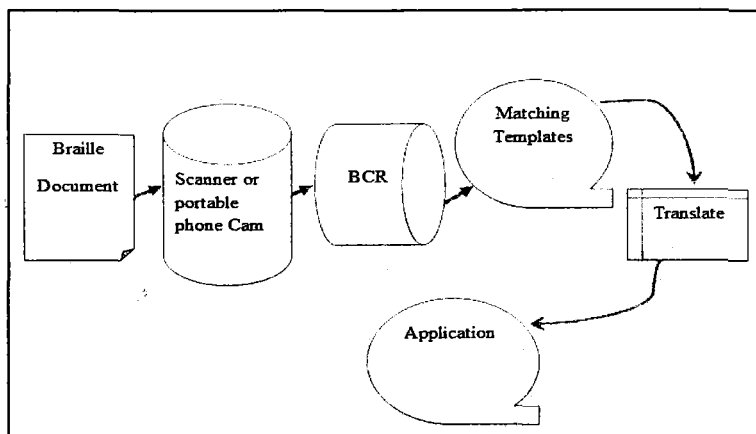 Braille
Document
Scanner or
portable
phone Cam
BCR
Matching
Templates
Translate
Application